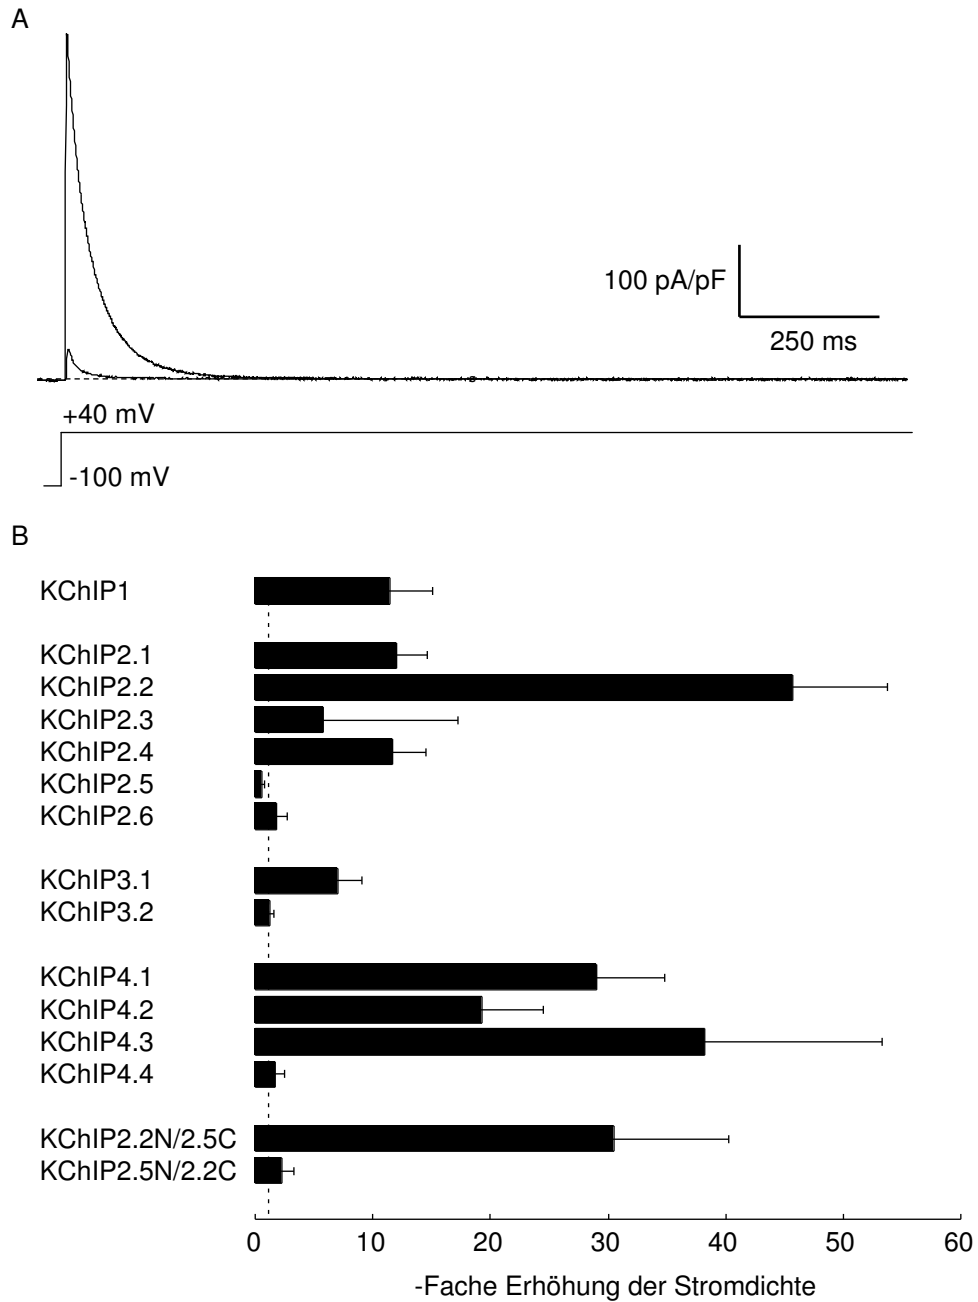 A
100 pA/pF
250 ms
+40 mV
-100 mV
B
KChIP1
KChIP2.1
KChIP2.2
KChIP2.3
KChIP2.4
KChIP2.5
KChIP2.6
KChIP3.1
KChIP3.2
KChIP4.1
KChIP4.2
KChIP4.3
KChIP4.4
KChIP2.2N/2.5C
KChIP2.5N/2.2C
0 10 20 30 40 50 60
-Fache Erhöhung der Stromdichte